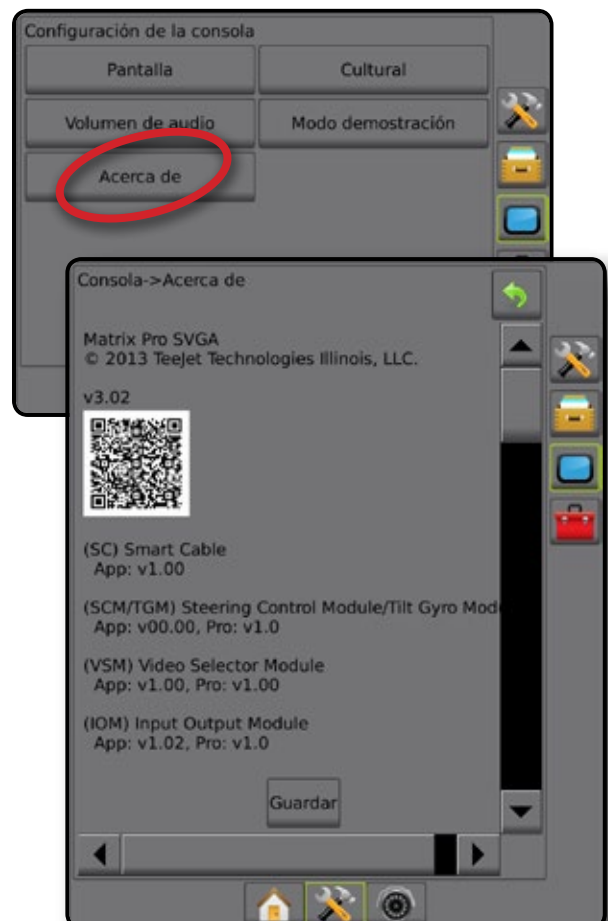 Configuración de la consola
Pantalla
Cultural
Volumen de audio
Modo demostración
Acerca de
Consola->Acerca de
Matrix Pro SVGA
© 2013 TeeJet Technologies Illinois, LLC.
v3.02
(SC) Smart Cable
App: v1.00
(SCM/TGM) Steering Control Module/Tilt Gyro Mod
App: v00.00, Pro: v1.0
(VSM) Video Selector Module
App: v1.00, Pro: v1.00
(IOM) Input Output Module
App: v1.02, Pro: v1.0
Guardar